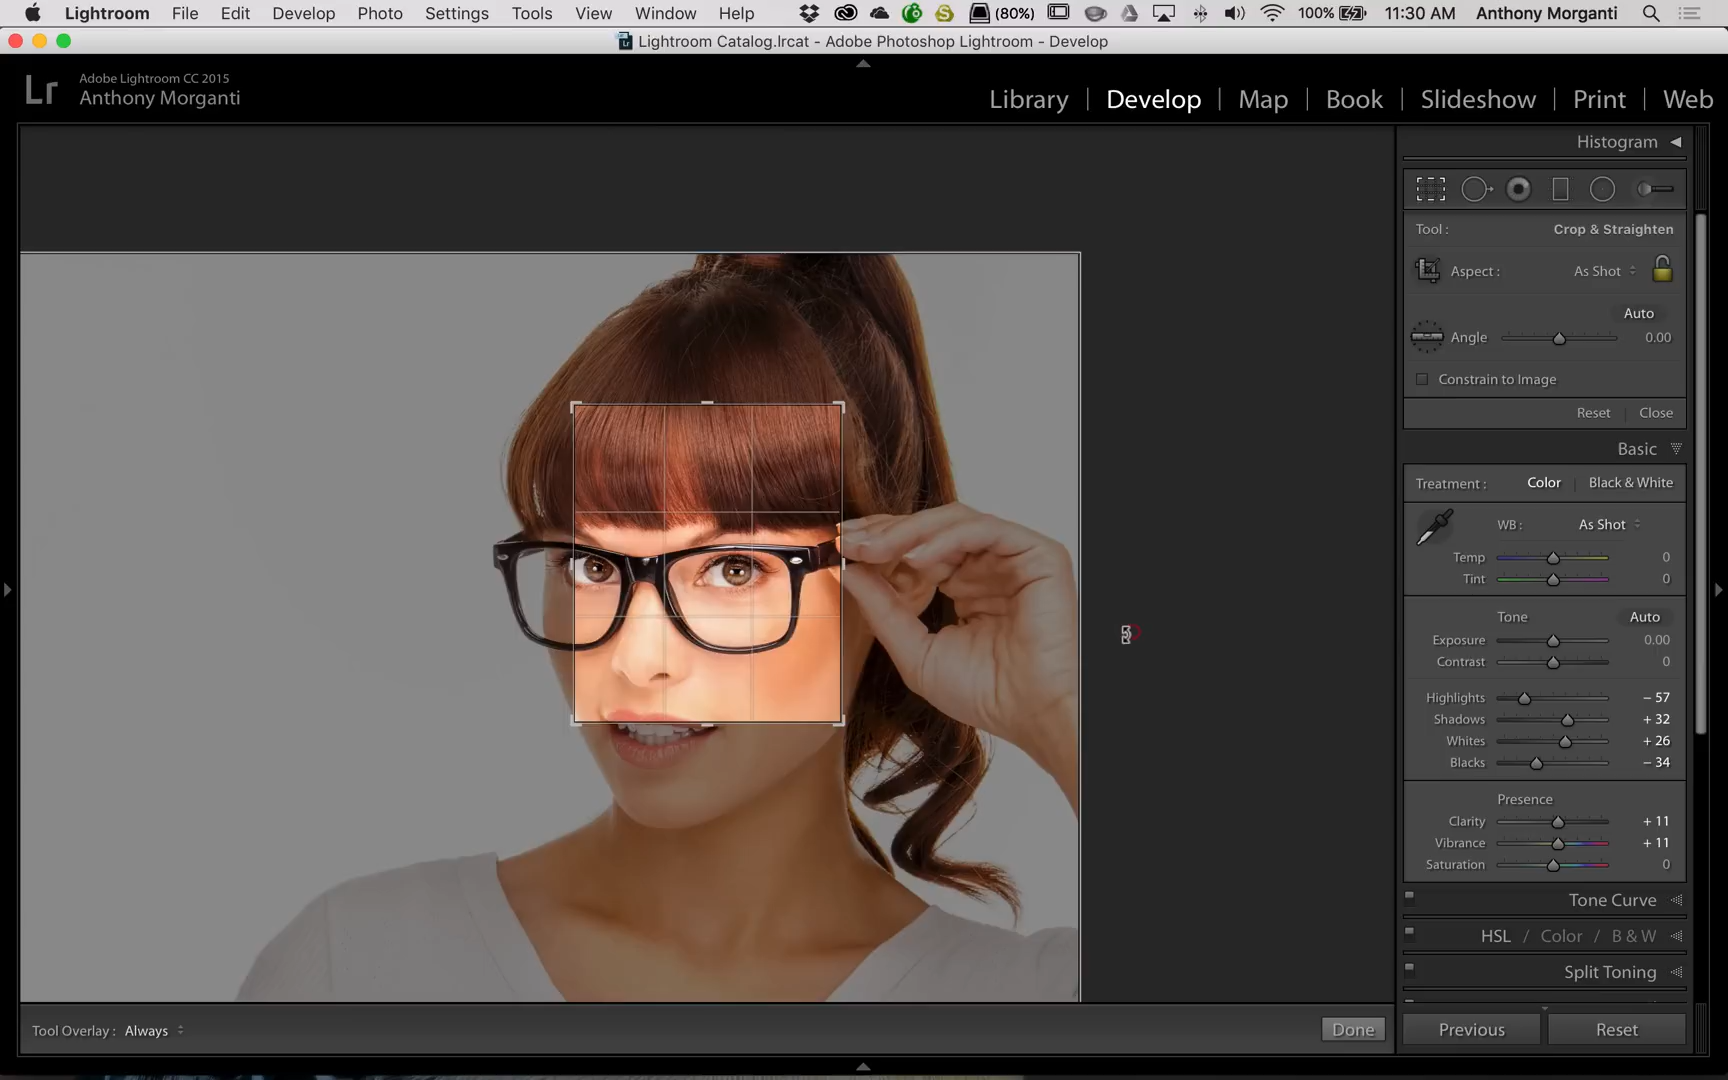 Lightroom File Edit Develop Photo Settings Tools View Window Help (80%) 100% 11:30 AM Anthony Morganti
Lightroom Catalog.lrcat - Adobe Photoshop Lightroom - Develop
Lr
Adobe Lightroom CC 2015
Anthony Morganti
Library | Develop | Map | Book | Slideshow | Print | Web
Histogram
Tool : Crop & Straighten
Aspect : As Shot
Auto
Angle 0.00
Constrain to Image
Reset Close
Basic
Treatment : Color Black & White
WB : As Shot
Temp 0
Tint 0
Tone Auto
Exposure 0.00
Contrast 0
Highlights - 57
Shadows + 32
Whites + 26
Blacks - 34
Presence
Clarity + 11
Vibrance + 11
Saturation 0
Tone Curve
HSL / Color / B & W
Split Toning
Tool Overlay : Always Done Previous Reset